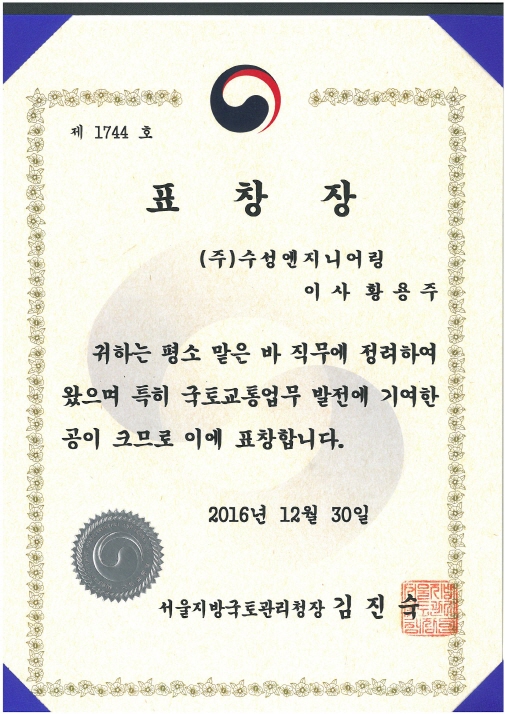 제 1744 호
표 창 장
(주)수성엔지니어링
이 사 황 용 주
귀하는 평소 맡은 바 직무에 정려하여
왔으며 특히 국토교통업무 발전에 기여한
공이 크므로 이에 표창합니다.
2016년 12월 30일
서울지방국토관리청장 김 진 숙